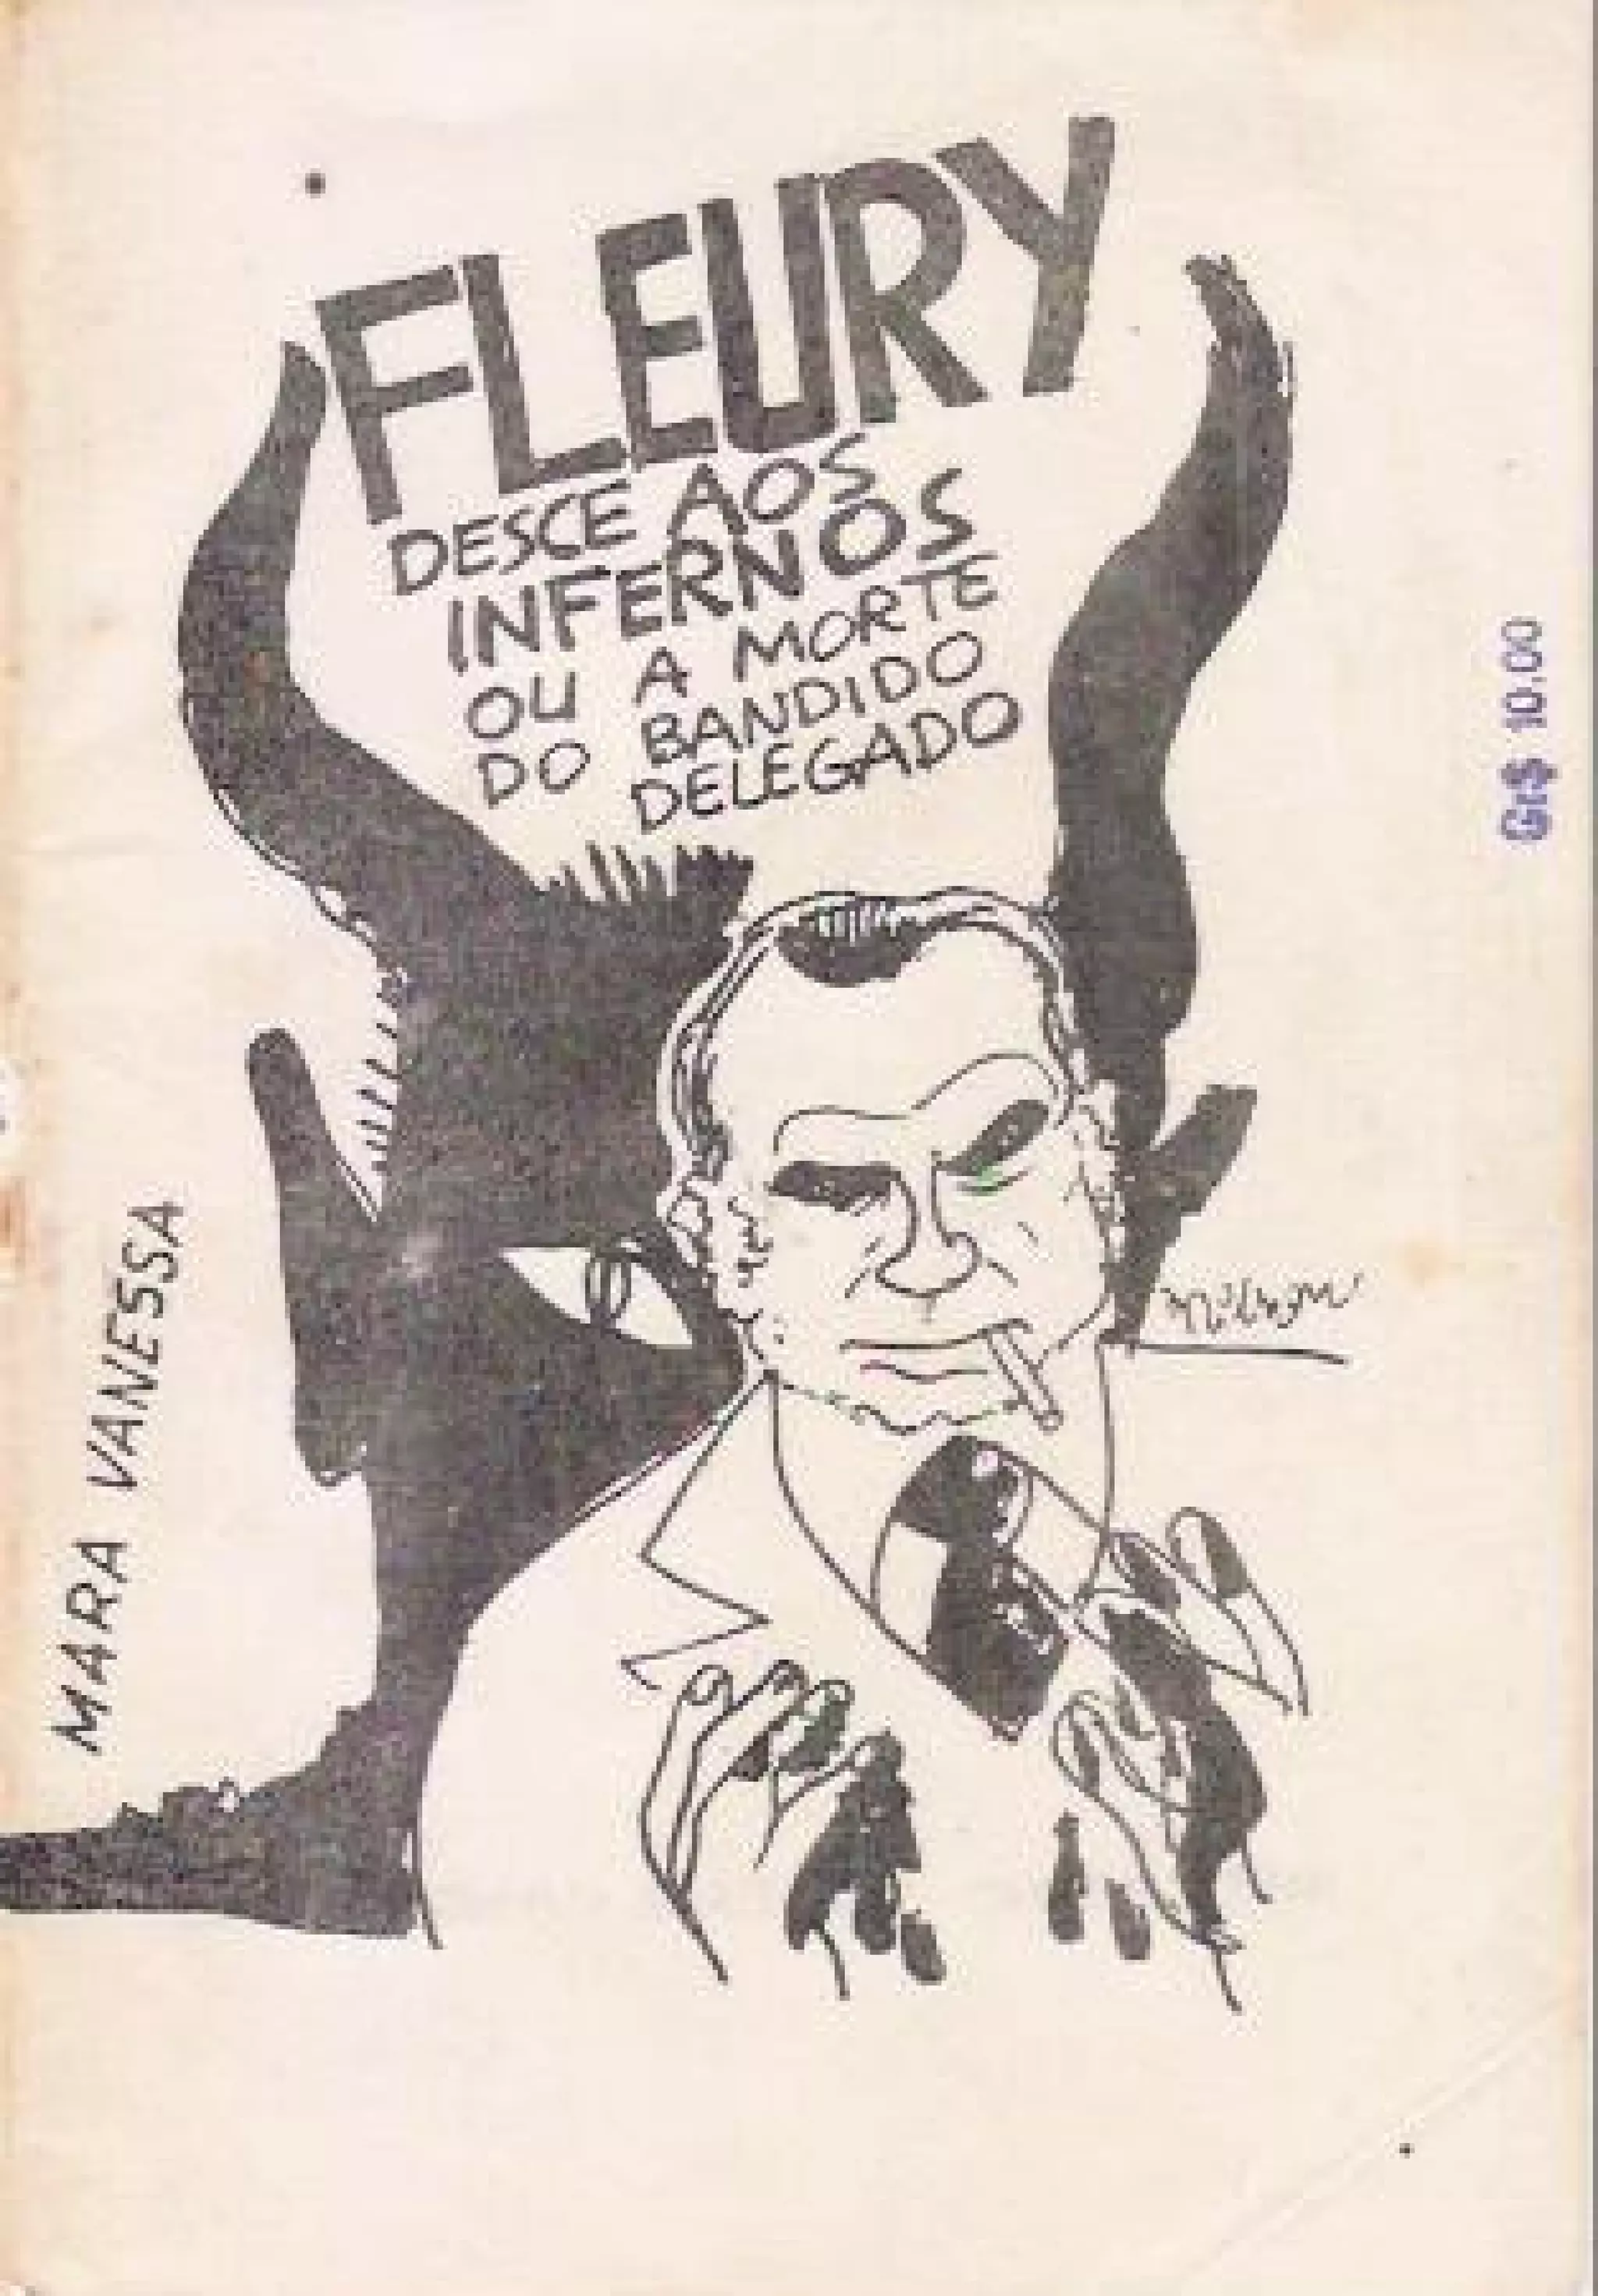 FLEURY
DESCE AOS
INFERNOS
OU A MORTE
DO BANDIDO
DELEGADO
MARA VANESSA
Cr$ 10,00